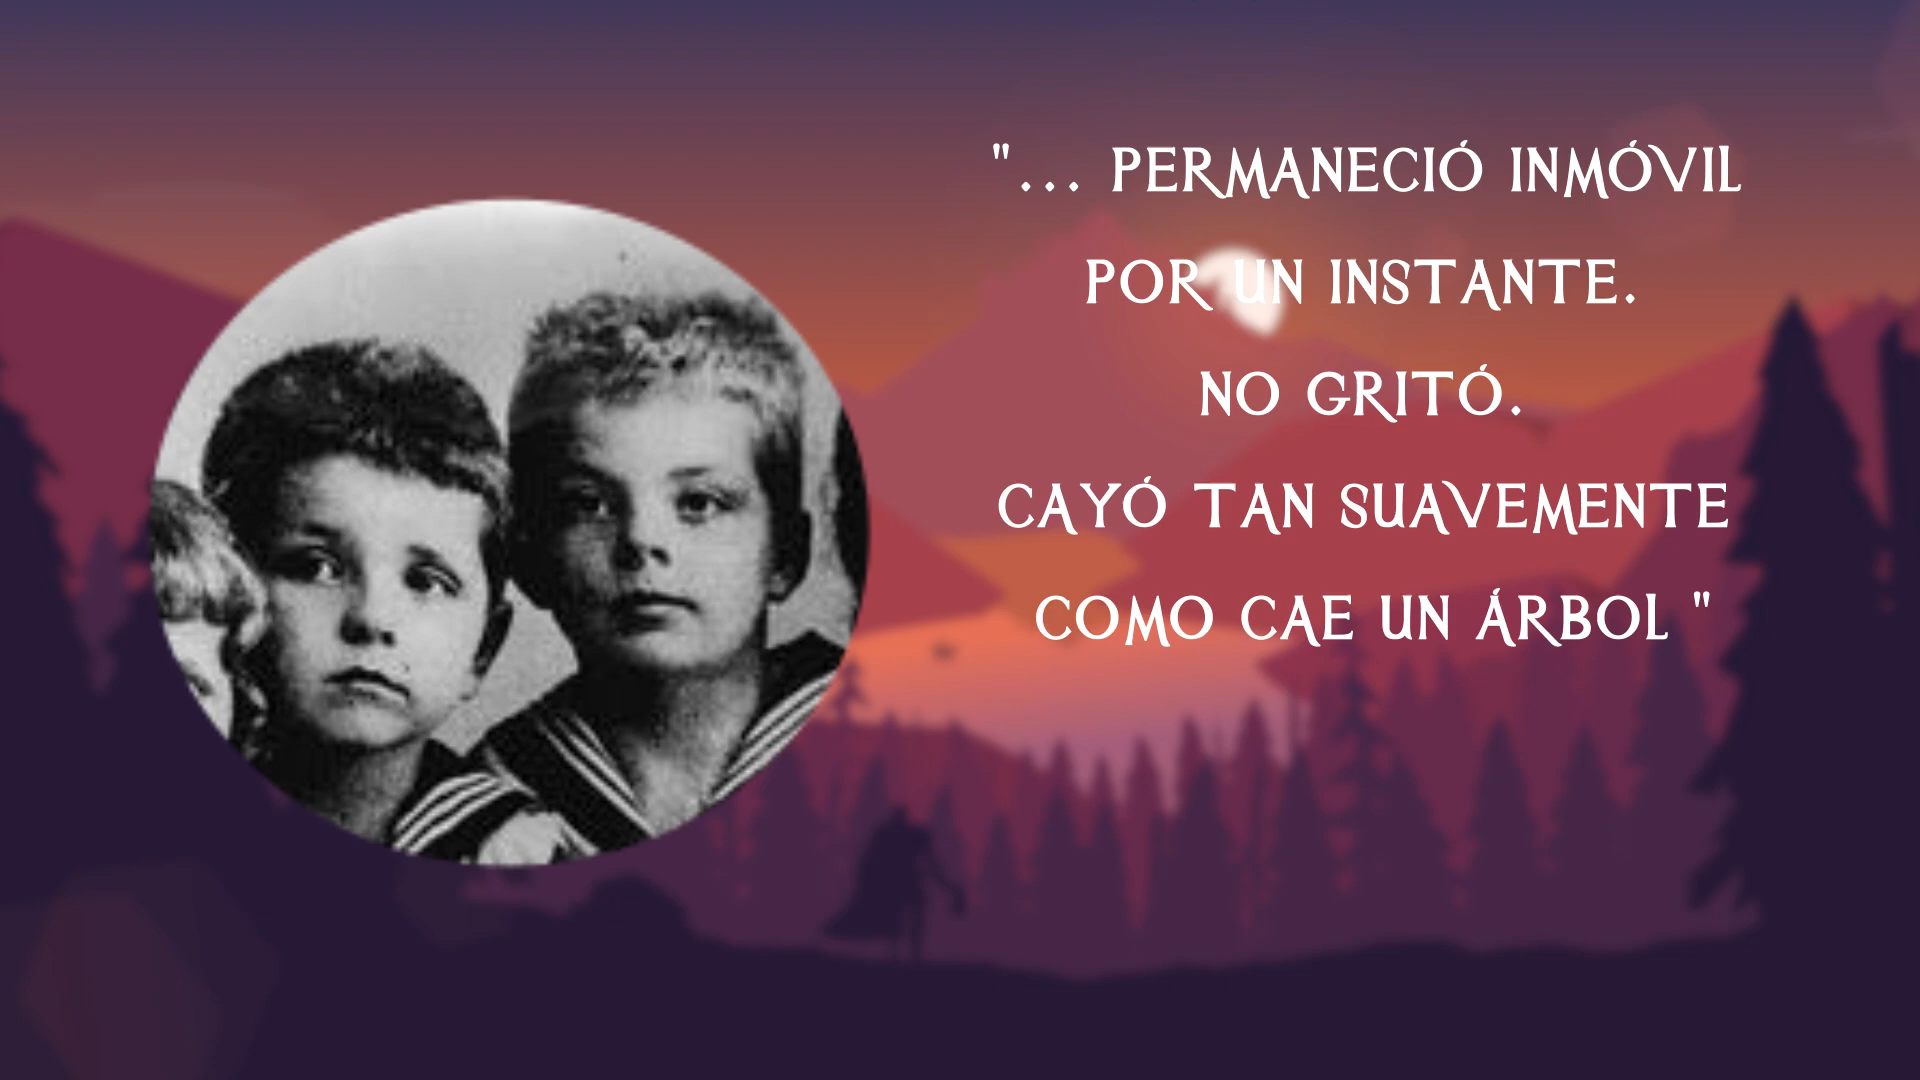 "... PERMANECIÓ INMÓVIL
POR UN INSTANTE.
NO GRITÓ.
CAYÓ TAN SUAVEMENTE
COMO CAE UN ÁRBOL "